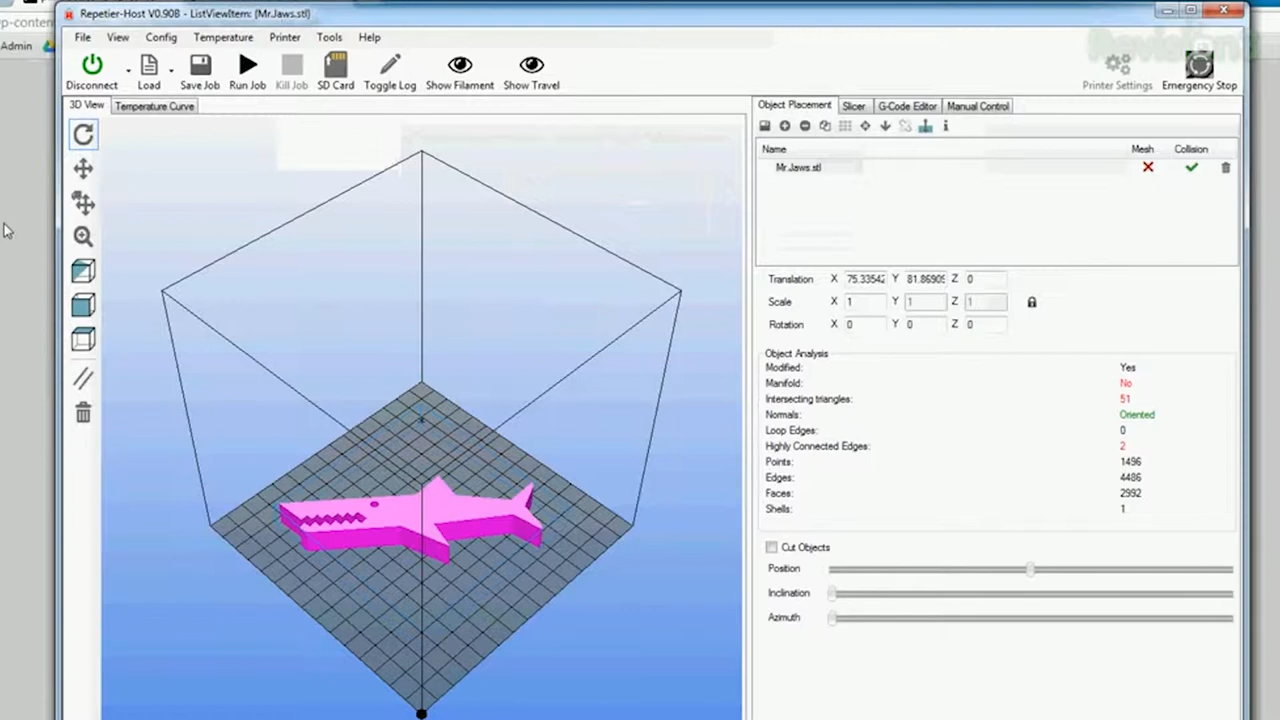 Repetier-Host V0.90B - ListViewItem: {Mr.Jaws.stl}
p-conten
Admin
File View Config Temperature Printer Tools Help
Disconnect Load Save Job Run Job Kill Job SD Card Toggle Log Show Filament Show Travel Printer Settings Emergency Stop
3D View Temperature Curve
Object Placement Slicer G-Code Editor Manual Control
Name Mesh Collision
Mr.Jaws.stl
Translation X 75.33542 Y 81.86905 Z 0
Scale X 1 Y 1 Z 1
Rotation X 0 Y 0 Z 0
Object Analysis
Modified: Yes
Manifold: No
Intersecting triangles: 51
Normals: Oriented
Loop Edges: 0
Highly Connected Edges: 2
Points: 1496
Edges: 4486
Faces: 2992
Shells: 1
Cut Objects
Position
Inclination
Azimuth